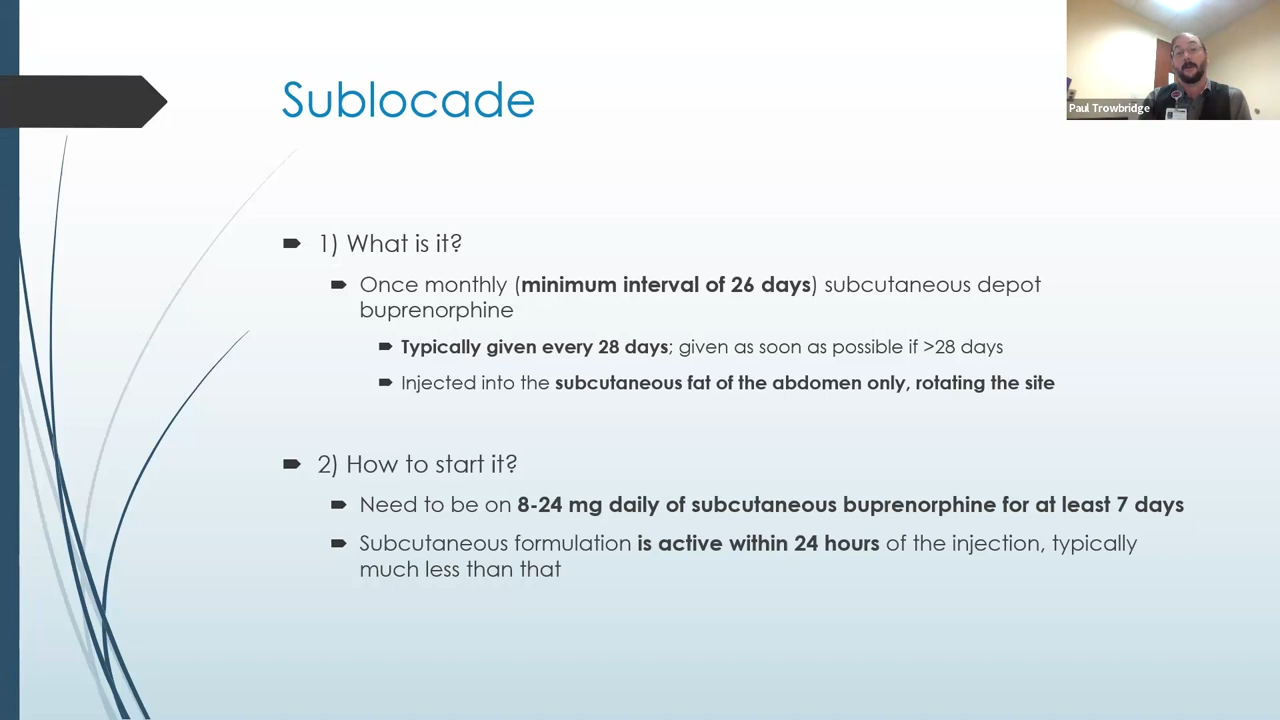 Sublocade
Paul Trowbridge
1) What is it?
Once monthly (minimum interval of 26 days) subcutaneous depot
buprenorphine
Typically given every 28 days; given as soon as possible if >28 days
Injected into the subcutaneous fat of the abdomen only, rotating the site
2) How to start it?
Need to be on 8-24 mg daily of subcutaneous buprenorphine for at least 7 days
Subcutaneous formulation is active within 24 hours of the injection, typically
much less than that